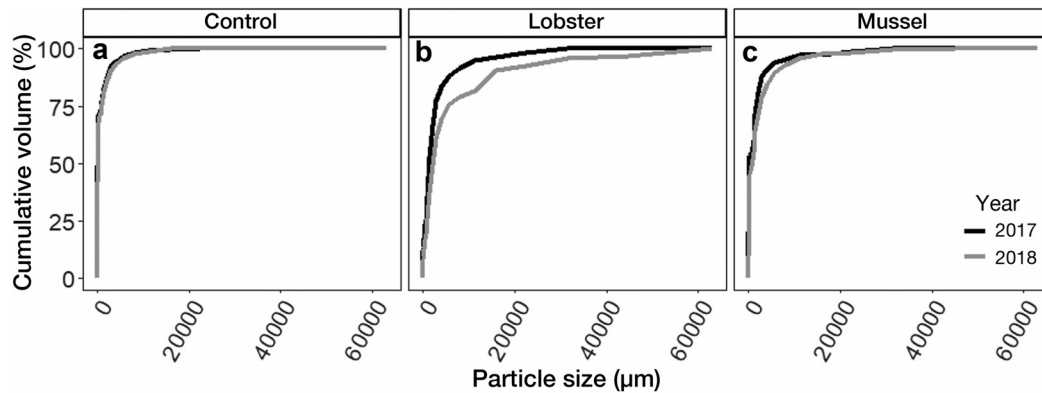 Control Lobster Mussel
a b c
Cumulative volume (%)
100
75
50
25
0
Year
2017
2018
0 20000 40000 60000 0 20000 40000 60000 0 20000 40000 60000
Particle size (µm)